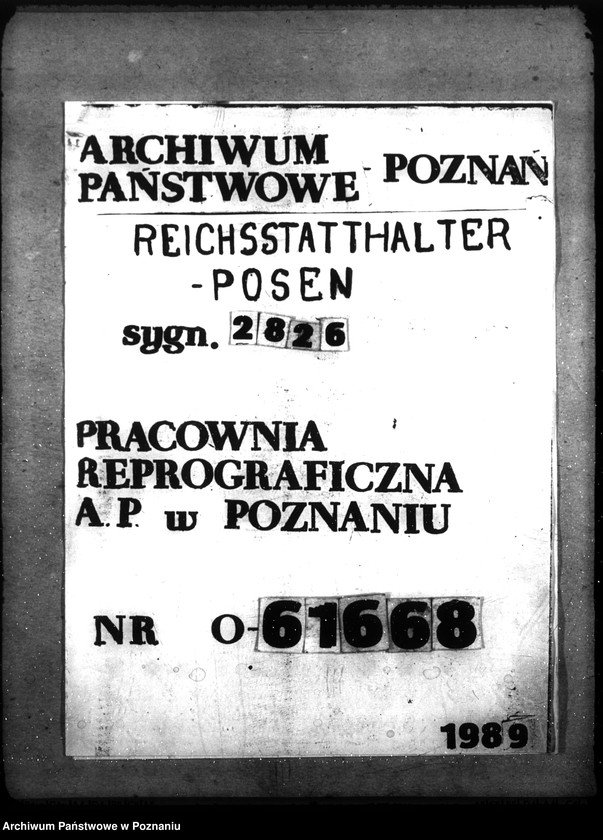 ARCHIWUM
PAŃSTWOWE - POZNAŃ
REICHSSTATTHALTER
-POSEN
sygn. 2826
PRACOWNIA
REPROGRAFICZNA
A.P. w POZNANIU
NR O-61668
1989
Archiwum Państwowe w Poznaniu